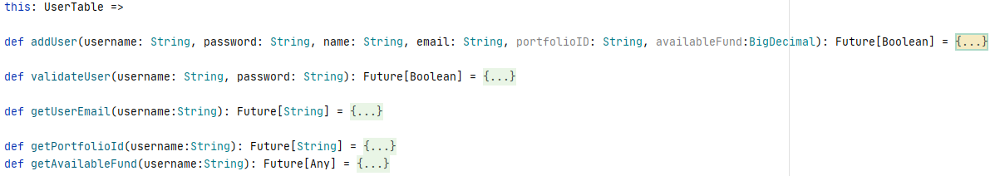 this: UserTable =>
def addUser(username: String, password: String, name: String, email: String, portfolioID: String, availableFund:BigDecimal): Future[Boolean] = {...}
def validateUser(username: String, password: String): Future[Boolean] = {...}
def getUserEmail(username:String): Future[String] = {...}
def getPortfolioId(username:String): Future[String] = {...}
def getAvailableFund(username:String): Future[Any] = {...}